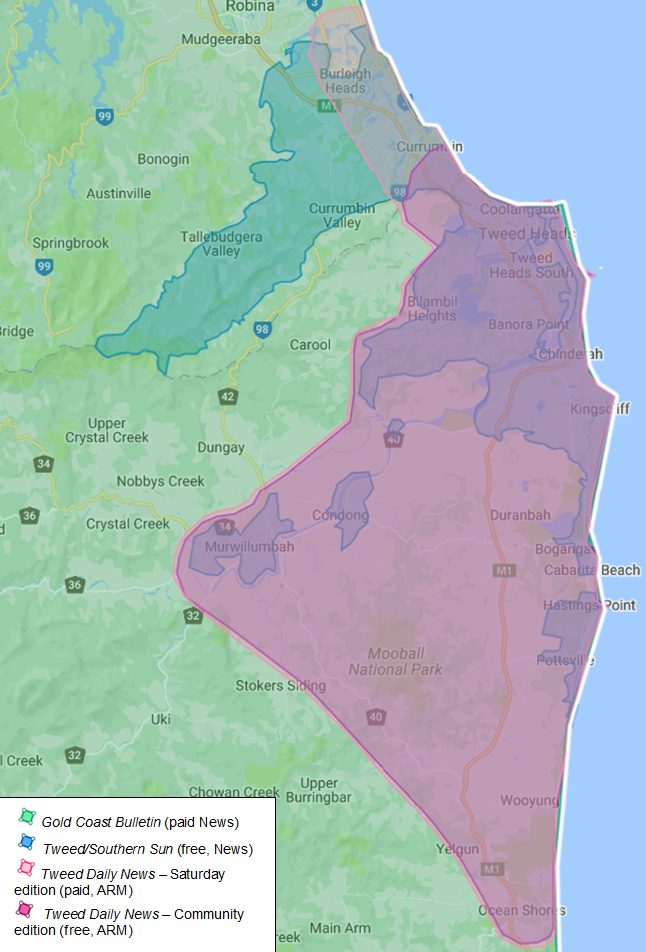 Robina
3
Mudgeeraba
Burleigh
Heads
M1
99
Currumbin
Bonogin
Austinville
98
Currumbin
Valley
Coolangatta
Tallebudgera
Valley
Tweed Heads
Springbrook
Tweed
Heads South
99
Bilambil
Heights
Banora Point
Bridge
98
Carool
Chinderah
42
Kingscliff
Upper
Crystal Creek
40
Dungay
34
Nobbys Creek
36
Crystal Creek
34
Condong
Duranbah
Murwillumbah
Bogangar
Cabarita Beach
M1
36
32
Hastings Point
Mooball
National Park
Pottsville
Stokers Siding
40
Uki
32
l Creek
Chowan Creek
Upper
Burringbar
Wooyung
Yelgun
M1
Ocean Shores
Main Arm
eek
Gold Coast Bulletin (paid News)
Tweed/Southern Sun (free, News)
Tweed Daily News – Saturday
edition (paid, ARM)
Tweed Daily News – Community
edition (free, ARM)